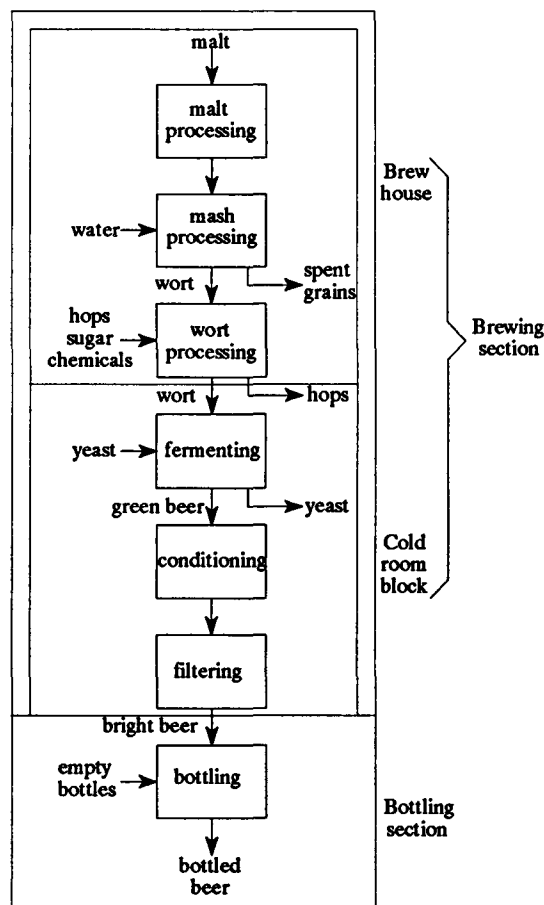 malt
malt
processing
Brew
house
water
mash
processing
wort
spent
grains
hops
sugar
chemicals
wort
processing
Brewing
section
wort
hops
yeast
fermenting
green beer
yeast
conditioning
Cold
room
block
filtering
bright beer
empty
bottles
bottling
Bottling
section
bottled
beer